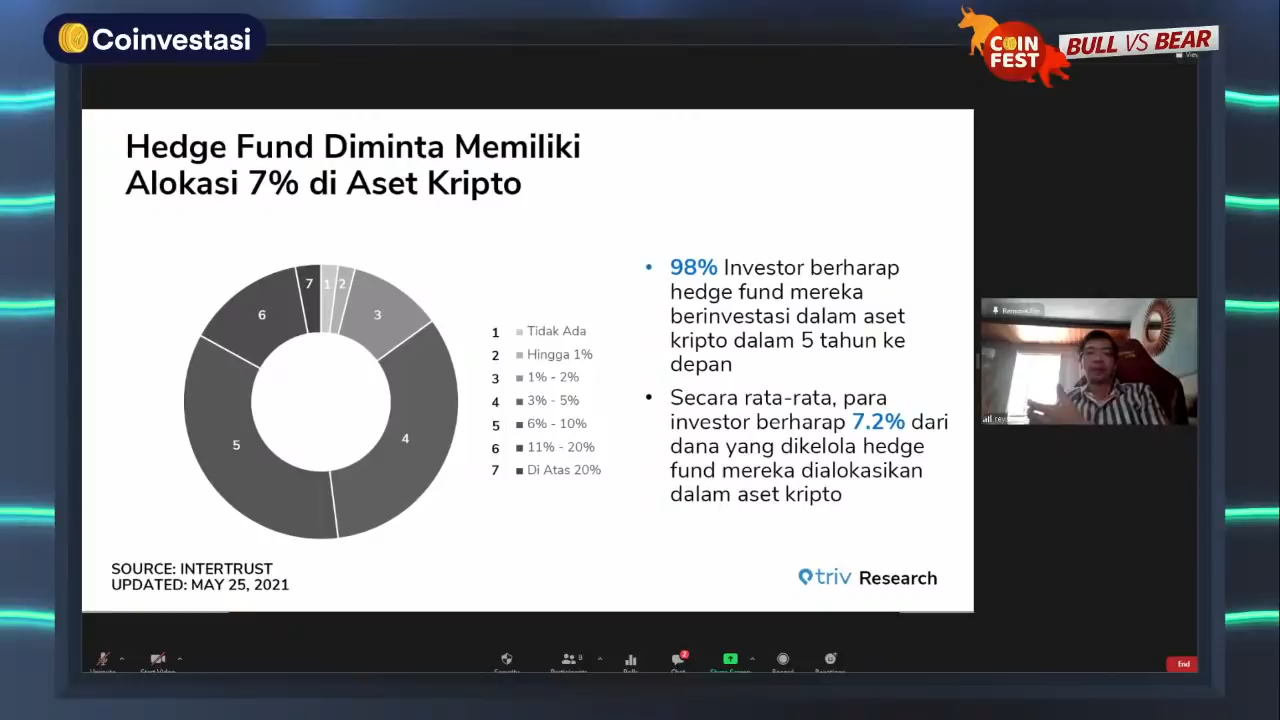 Coinvestasi
COIN
FEST
BULL VS BEAR
Hedge Fund Diminta Memiliki
Alokasi 7% di Aset Kripto
1
2
3
4
5
6
7
1 Tidak Ada
2 Hingga 1%
3 1% - 2%
4 3% - 5%
5 6% - 10%
6 11% - 20%
7 Di Atas 20%
• 98% Investor berharap
hedge fund mereka
berinvestasi dalam aset
kripto dalam 5 tahun ke
depan
• Secara rata-rata, para
investor berharap 7.2% dari
dana yang dikelola hedge
fund mereka dialokasikan
dalam aset kripto
SOURCE: INTERTRUST
UPDATED: MAY 25, 2021
triv Research
8
2
End